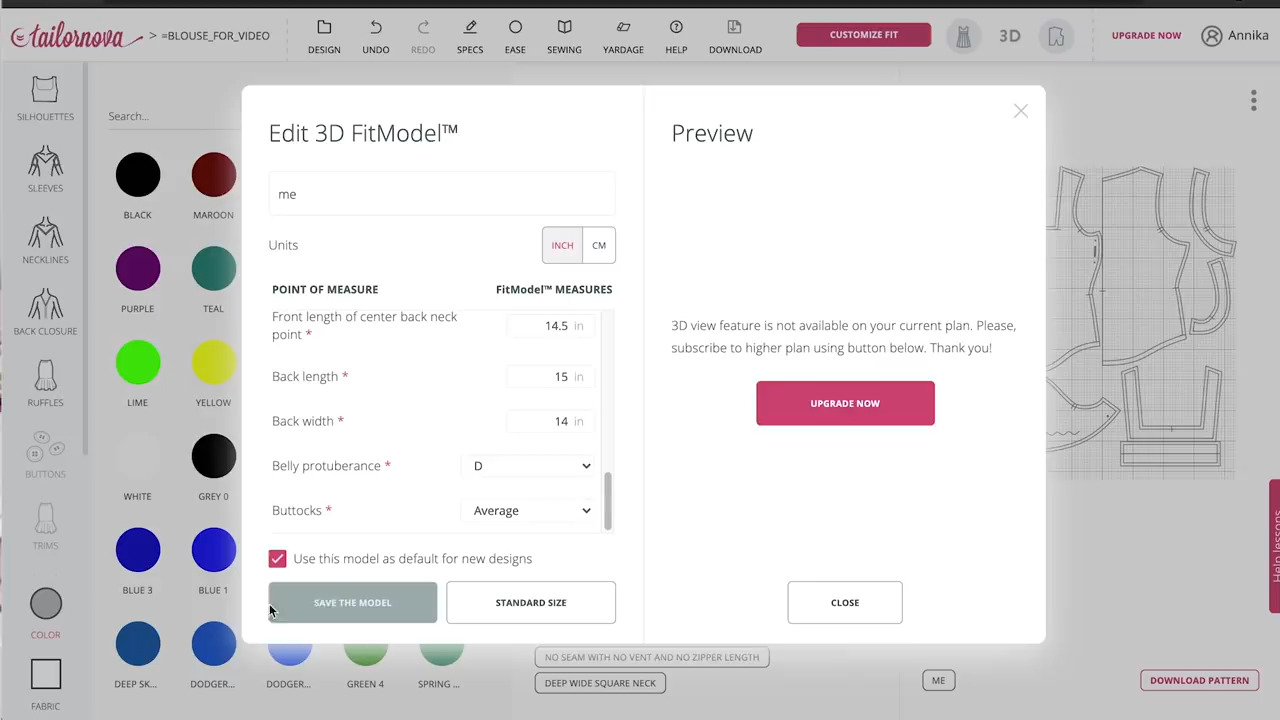 tailornova > =BLOUSE_FOR_VIDEO
DESIGN
UNDO
REDO
SPECS
EASE
SEWING
YARDAGE
HELP
DOWNLOAD
CUSTOMIZE FIT
3D
UPGRADE NOW
Annika
SILHOUETTES
SLEEVES
NECKLINES
BACK CLOSURE
RUFFLES
BUTTONS
TRIMS
COLOR
FABRIC
Search...
BLACK
MAROON
PURPLE
TEAL
LIME
YELLOW
WHITE
GREY 0
BLUE 3
BLUE 1
DEEP SK...
DODGER...
DODGER...
GREEN 4
SPRING ...
Edit 3D FitModel™
me
Units
INCH
CM
POINT OF MEASURE
FitModel™ MEASURES
Front length of center back neck
point *
14.5 in
Back length *
15 in
Back width *
14 in
Belly protuberance *
D
Buttocks *
Average
Use this model as default for new designs
SAVE THE MODEL
STANDARD SIZE
Preview
3D view feature is not available on your current plan. Please,
subscribe to higher plan using button below. Thank you!
UPGRADE NOW
CLOSE
NO SEAM WITH NO VENT AND NO ZIPPER LENGTH
DEEP WIDE SQUARE NECK
ME
DOWNLOAD PATTERN
Help lessons